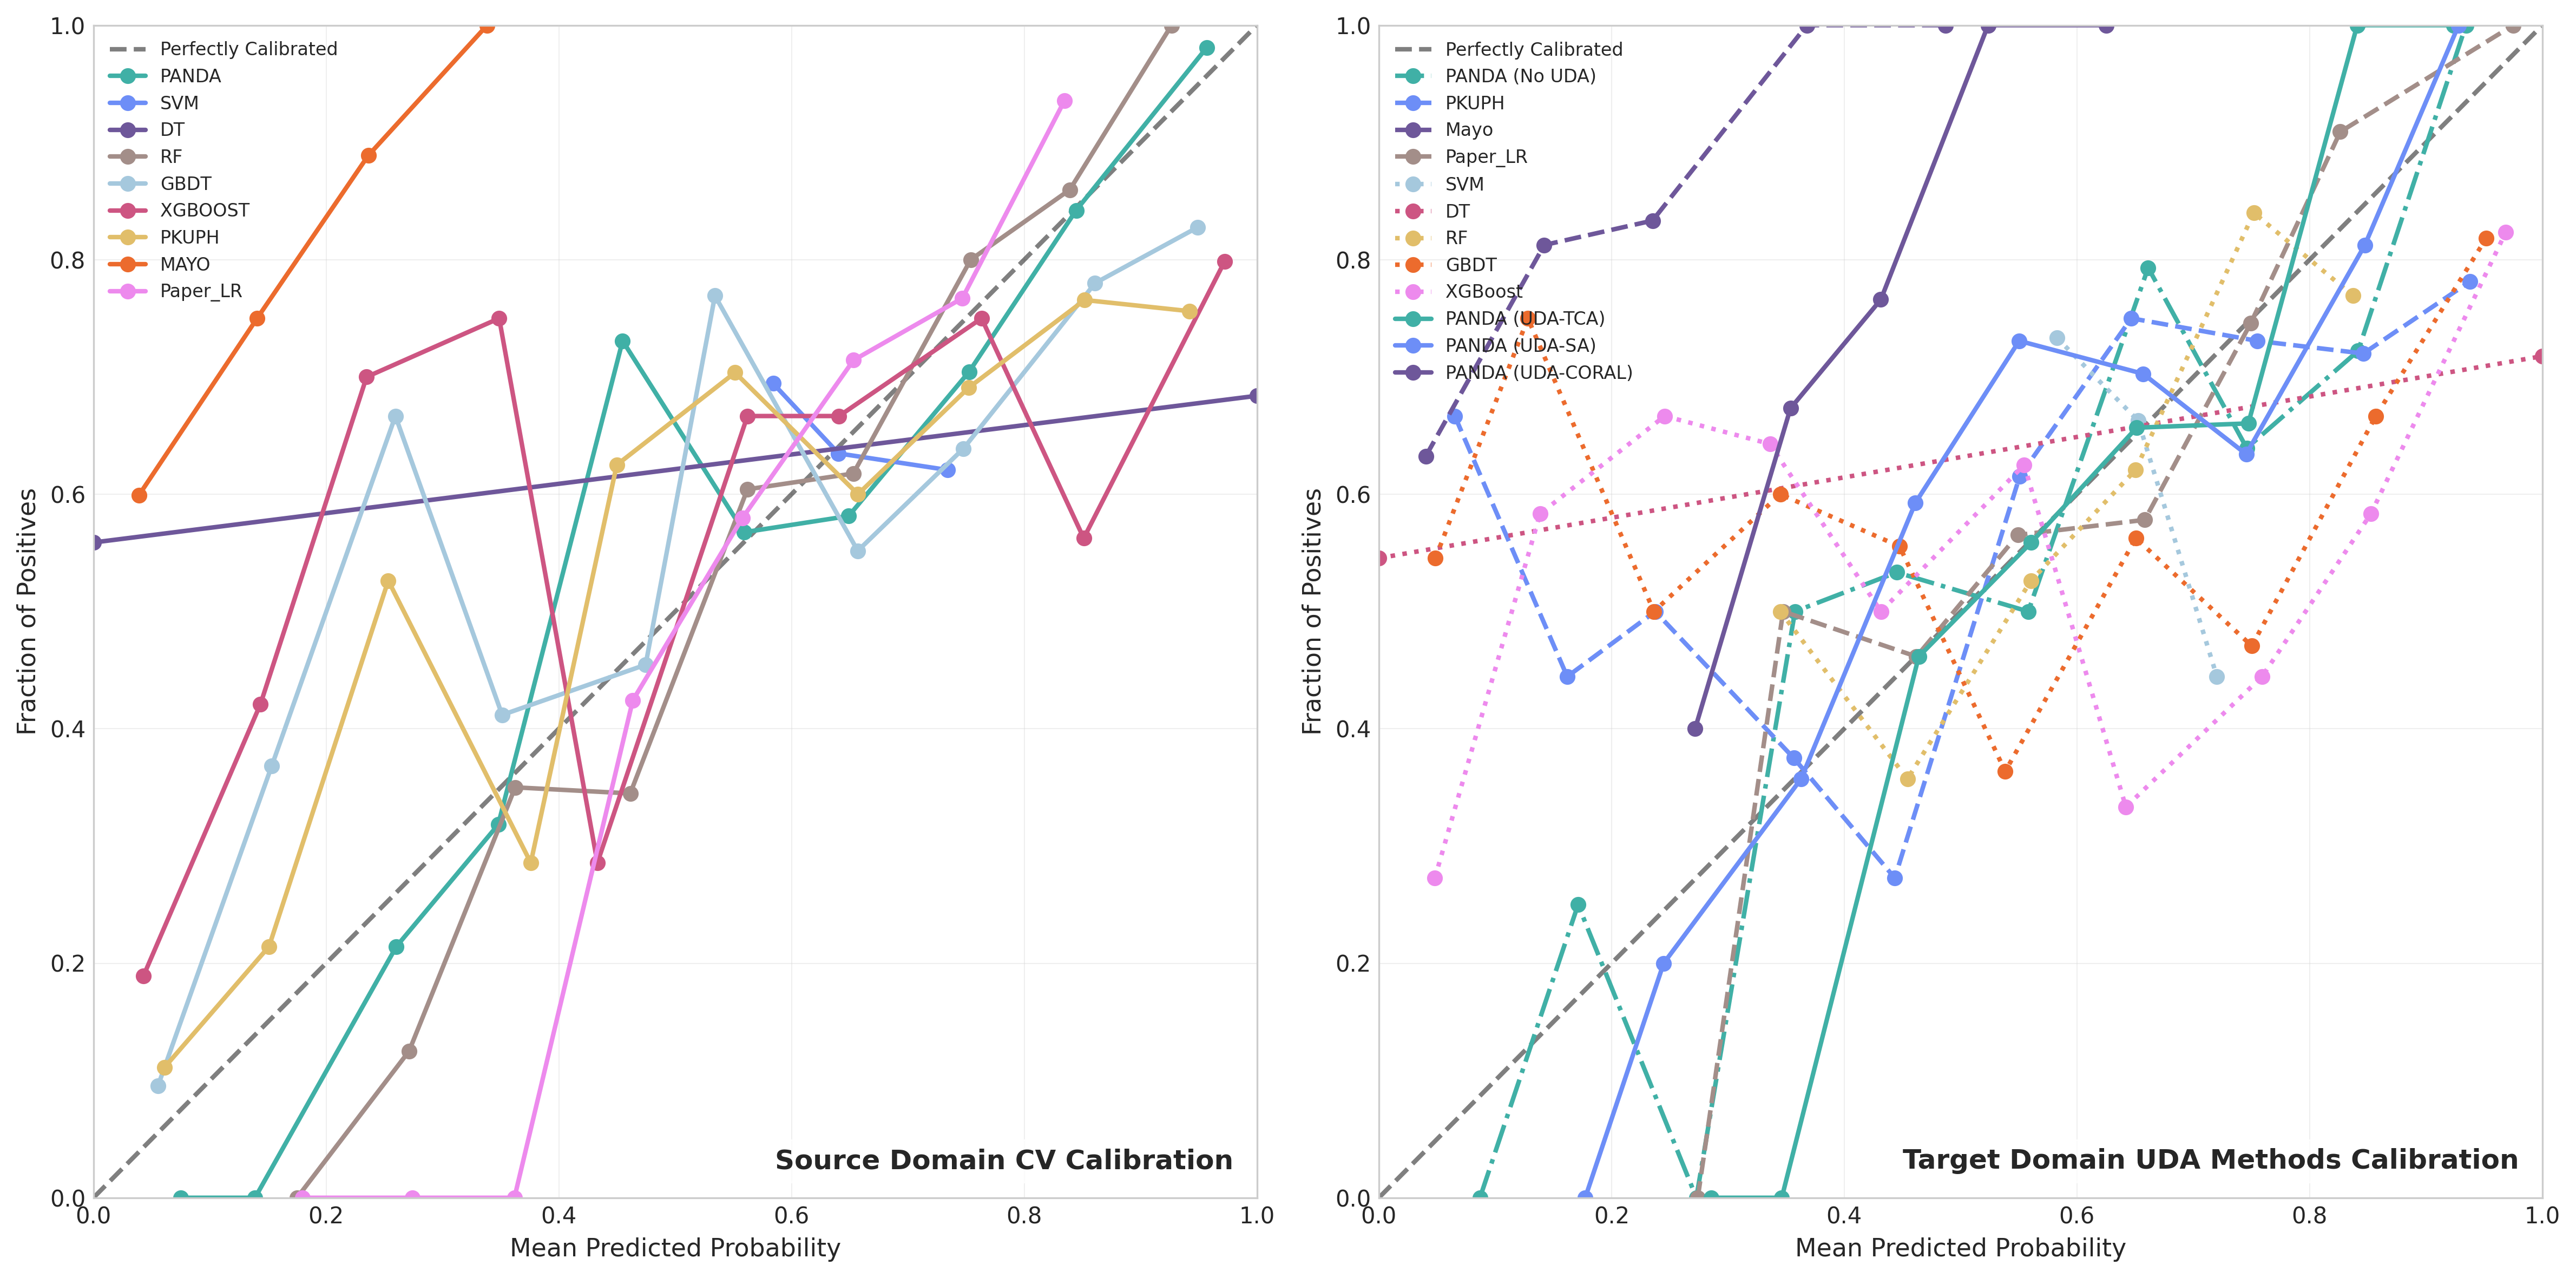 1.0
0.8
0.6
0.4
0.2
0.0
Fraction of Positives
Perfectly Calibrated
PANDA
SVM
DT
RF
GBDT
XGBOOST
PKUPH
MAYO
Paper_LR
Source Domain CV Calibration
0.0 0.2 0.4 0.6 0.8 1.0
Mean Predicted Probability
1.0
0.8
0.6
0.4
0.2
0.0
Fraction of Positives
Perfectly Calibrated
PANDA (No UDA)
PKUPH
Mayo
Paper_LR
SVM
DT
RF
GBDT
XGBoost
PANDA (UDA-TCA)
PANDA (UDA-SA)
PANDA (UDA-CORAL)
Target Domain UDA Methods Calibration
0.0 0.2 0.4 0.6 0.8 1.0
Mean Predicted Probability